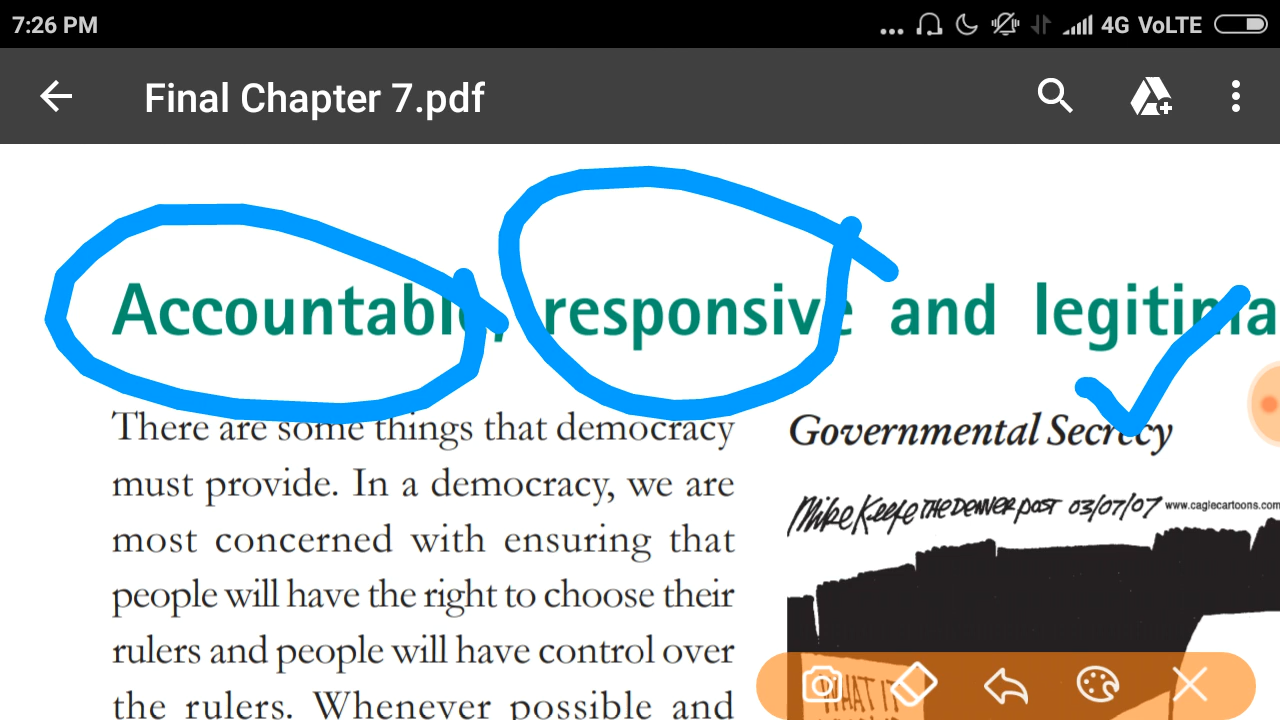 7:26 PM
4G VoLTE
Final Chapter 7.pdf
Accountable, responsive and legitima
There are some things that democracy
must provide. In a democracy, we are
most concerned with ensuring that
people will have the right to choose their
rulers and people will have control over
the rulers. Whenever possible and
Governmental Secrecy
Mike Keefe THE DENVER POST 03/07/07 www.caglecartoons.com
WHAT IT